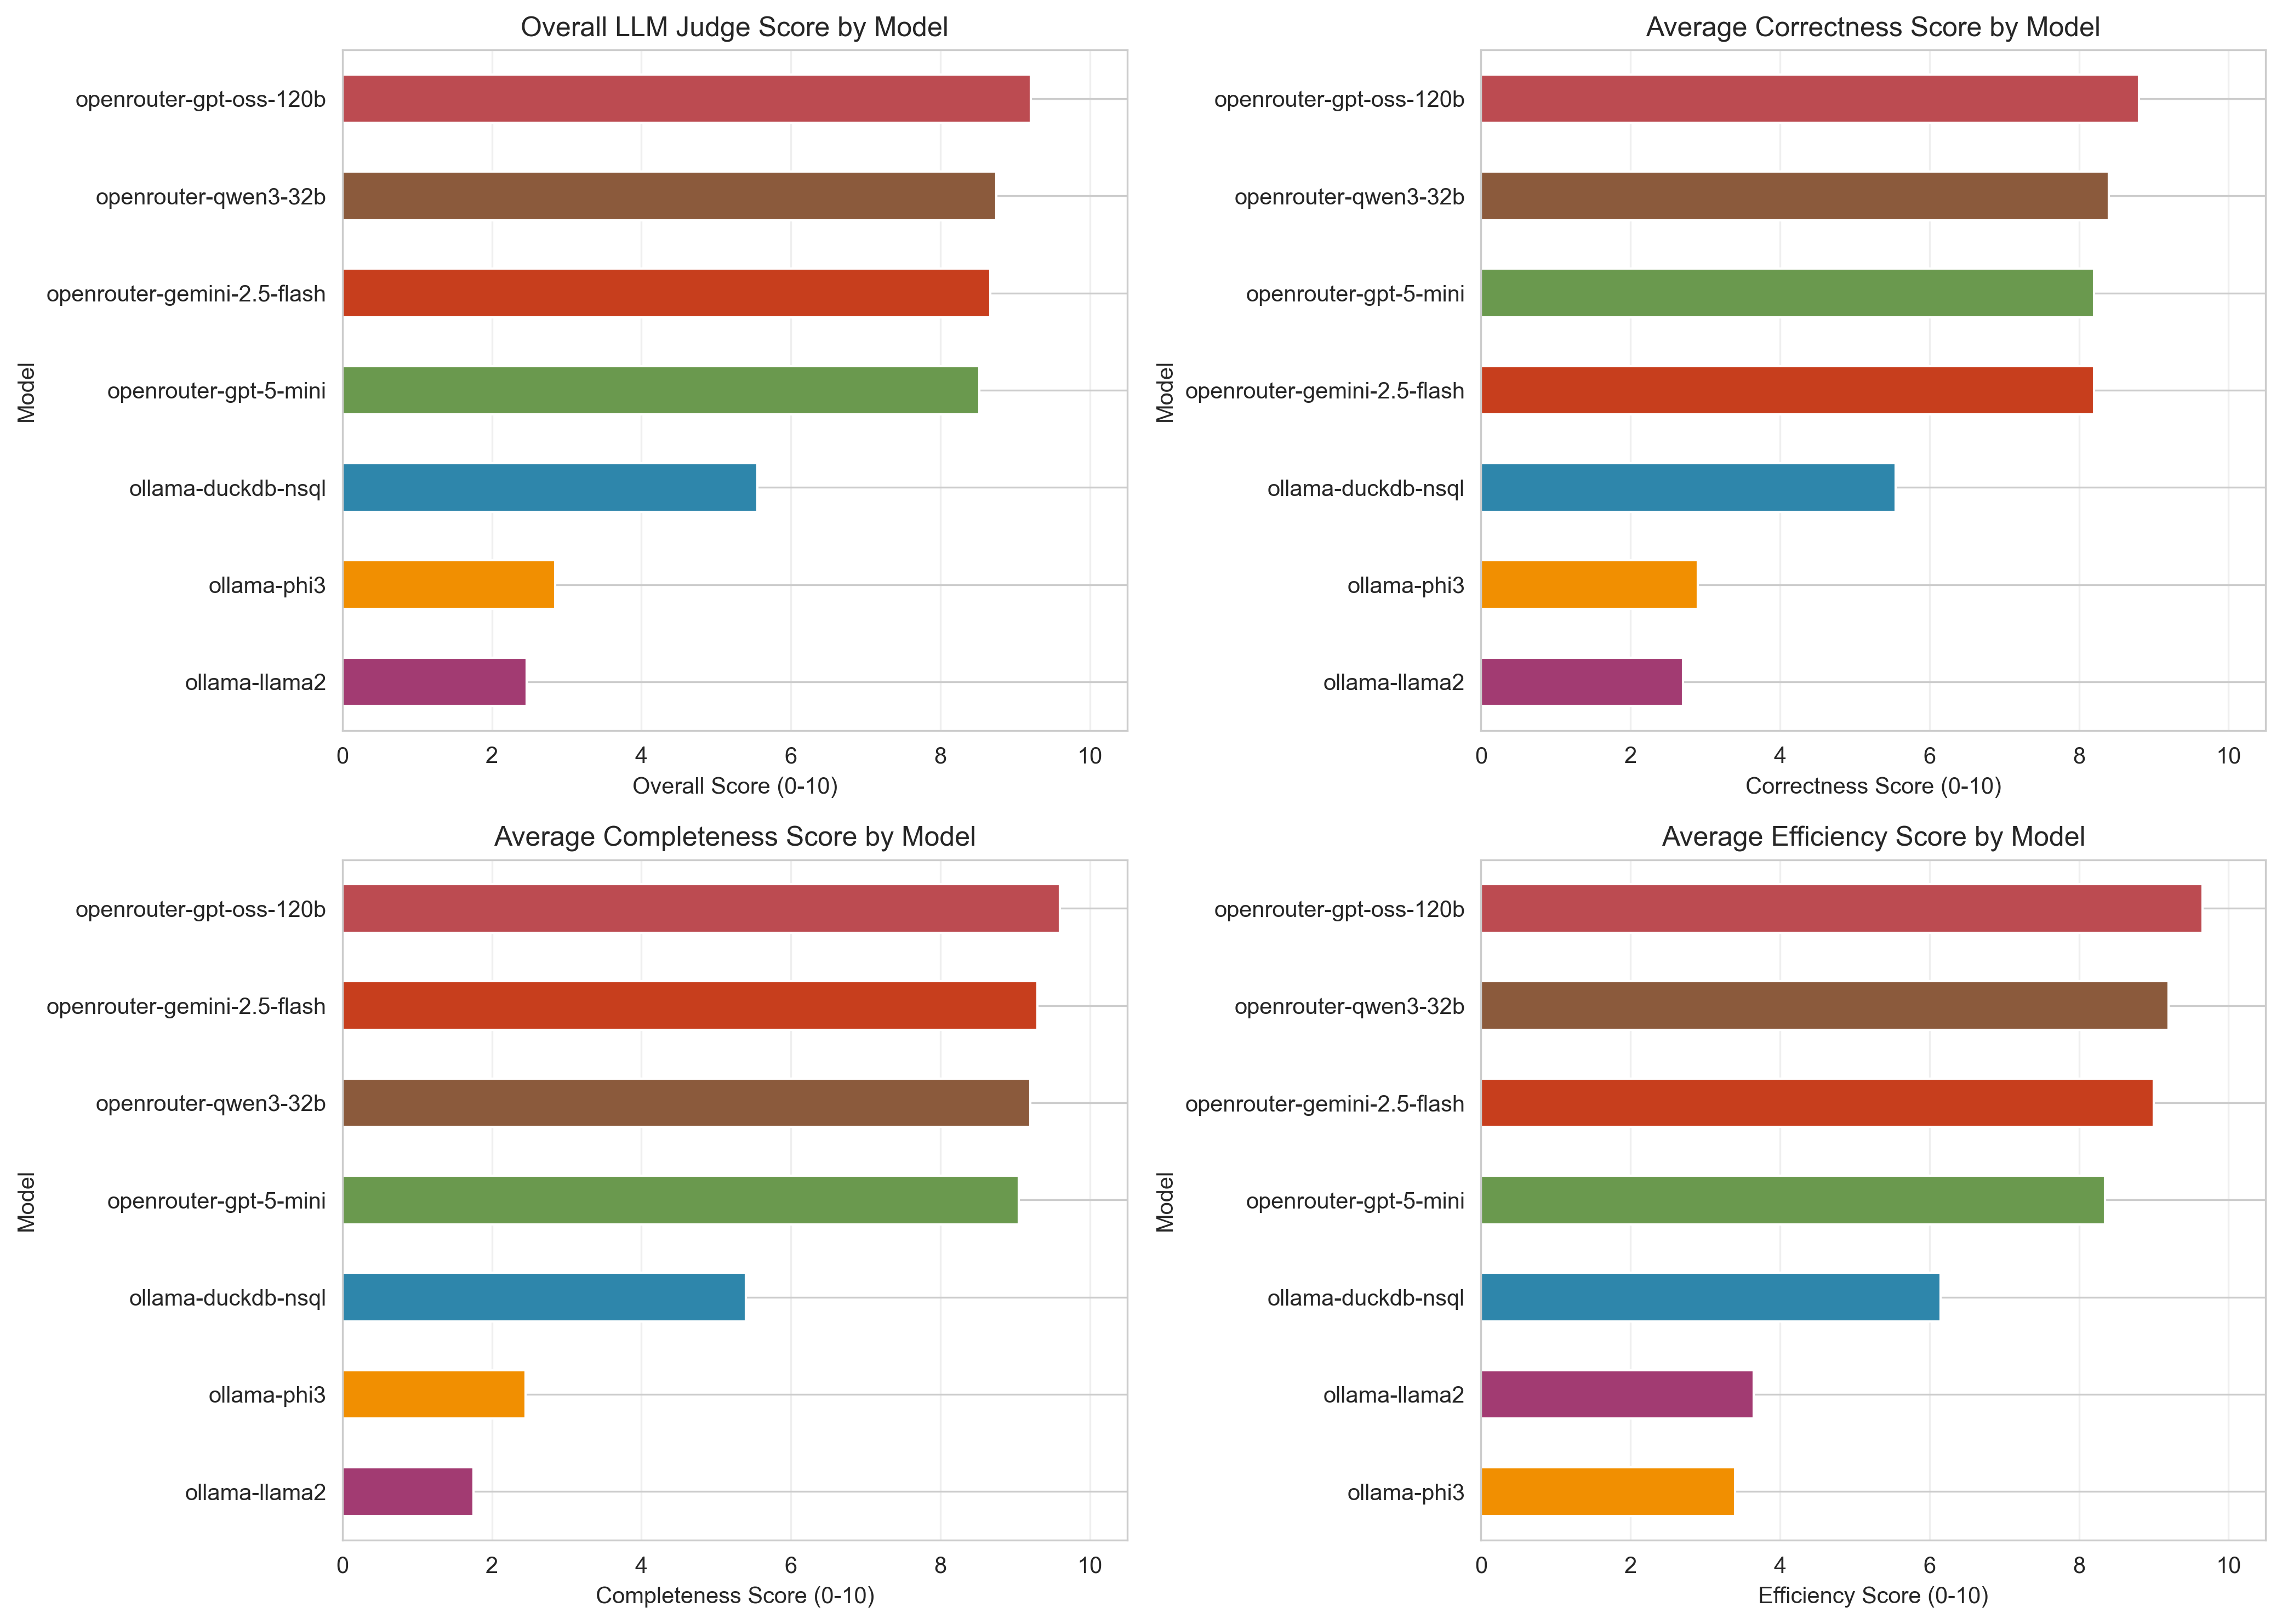 Overall LLM Judge Score by Model
Model
openrouter-gpt-oss-120b
openrouter-qwen3-32b
openrouter-gemini-2.5-flash
openrouter-gpt-5-mini
ollama-duckdb-nsql
ollama-phi3
ollama-llama2
0 2 4 6 8 10
Overall Score (0-10)
Average Correctness Score by Model
Model
openrouter-gpt-oss-120b
openrouter-qwen3-32b
openrouter-gpt-5-mini
openrouter-gemini-2.5-flash
ollama-duckdb-nsql
ollama-phi3
ollama-llama2
0 2 4 6 8 10
Correctness Score (0-10)
Average Completeness Score by Model
Model
openrouter-gpt-oss-120b
openrouter-gemini-2.5-flash
openrouter-qwen3-32b
openrouter-gpt-5-mini
ollama-duckdb-nsql
ollama-phi3
ollama-llama2
0 2 4 6 8 10
Completeness Score (0-10)
Average Efficiency Score by Model
Model
openrouter-gpt-oss-120b
openrouter-qwen3-32b
openrouter-gemini-2.5-flash
openrouter-gpt-5-mini
ollama-duckdb-nsql
ollama-llama2
ollama-phi3
0 2 4 6 8 10
Efficiency Score (0-10)